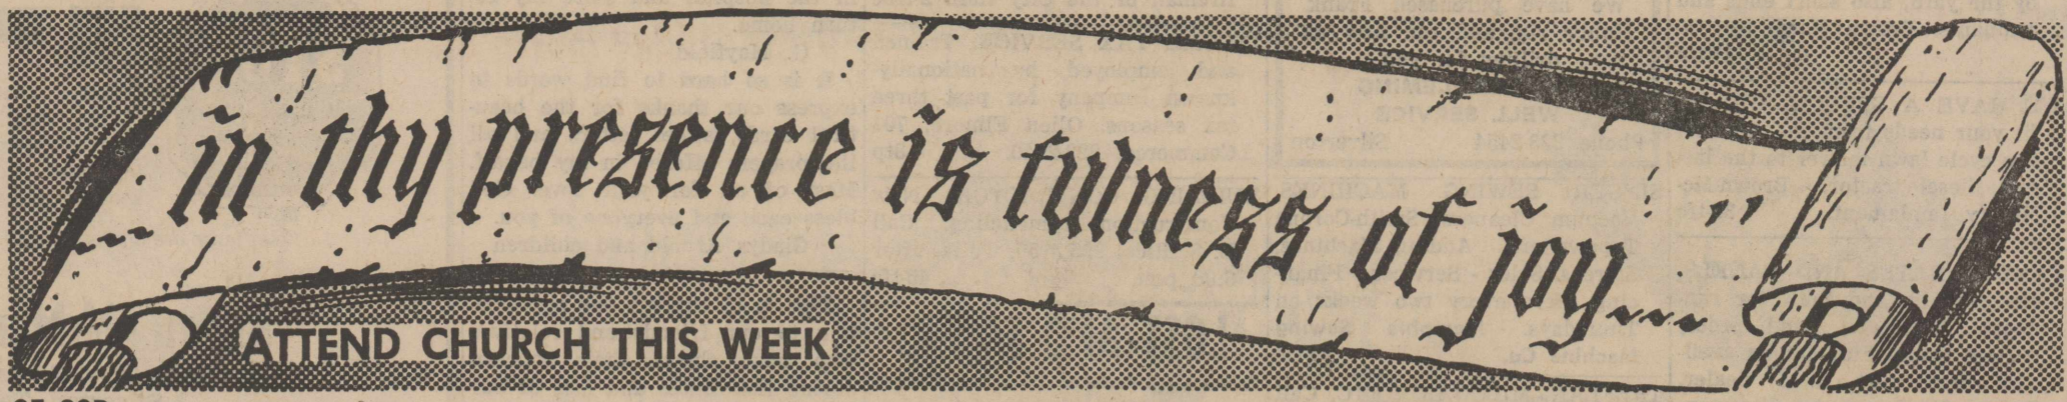 ...in thy presence is fulness of joy..."
ATTEND CHURCH THIS WEEK